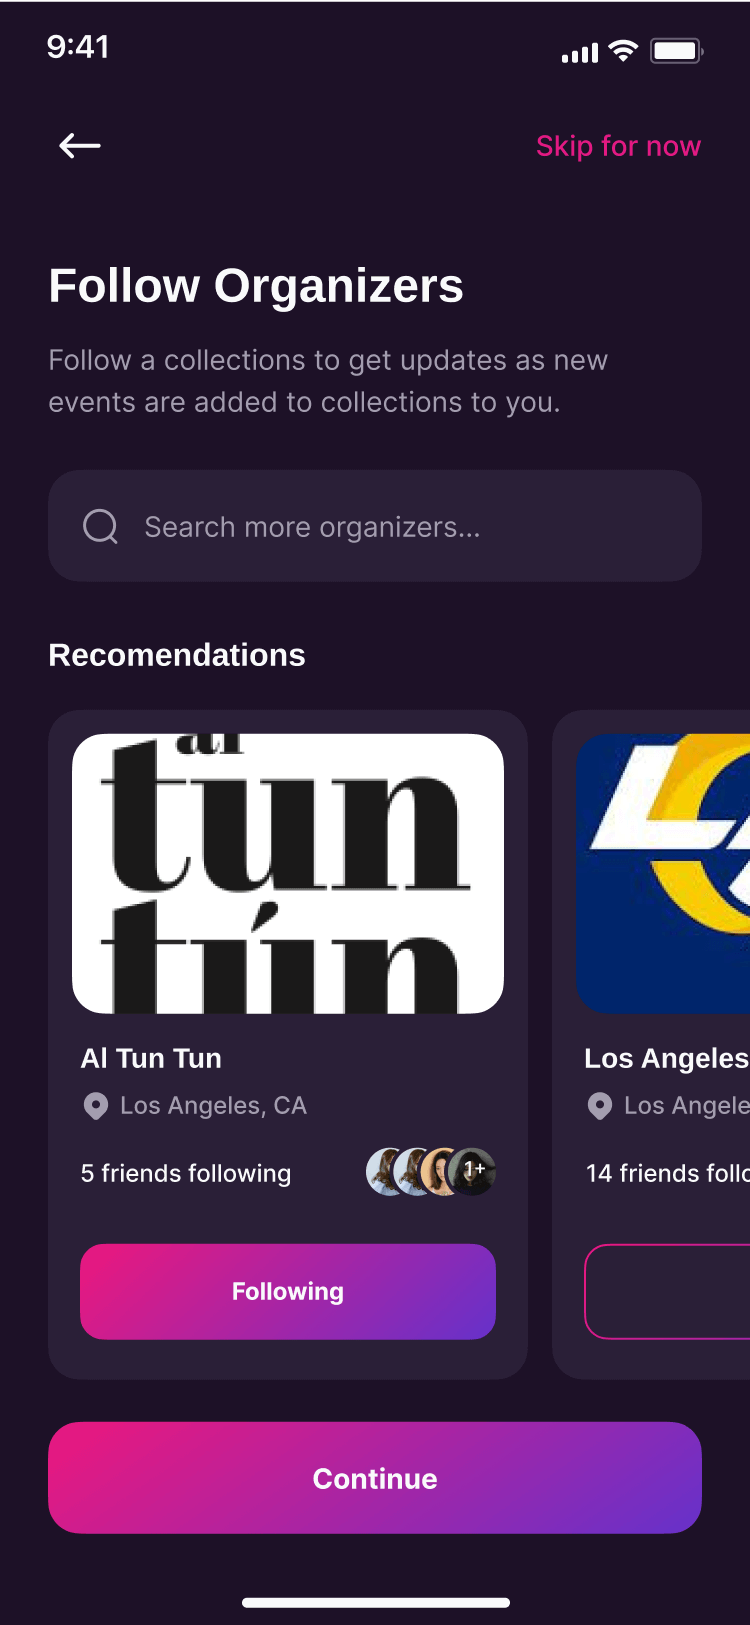 9:41
Skip for now
Follow Organizers
Follow a collections to get updates as new
events are added to collections to you.
Search more organizers...
Recomendations
al
tun
tún
LA
Al Tun Tun
Los Angeles
Los Angeles, CA
Los Angele
5 friends following
1+
14 friends follo
Following
Continue